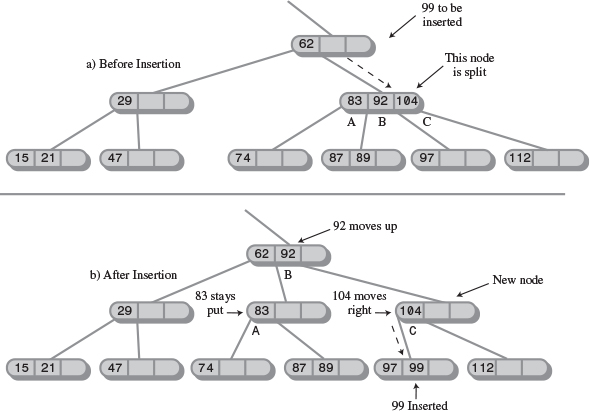 99 to be
inserted
62
a) Before Insertion
This node
is split
29
83 92 104
A B C
15 21
47
74
87 89
97
112
92 moves up
62 92
B
b) After Insertion
New node
83 stays
put
104 moves
right
29
83
104
A
C
15 21
47
74
87 89
97 99
112
99 Inserted